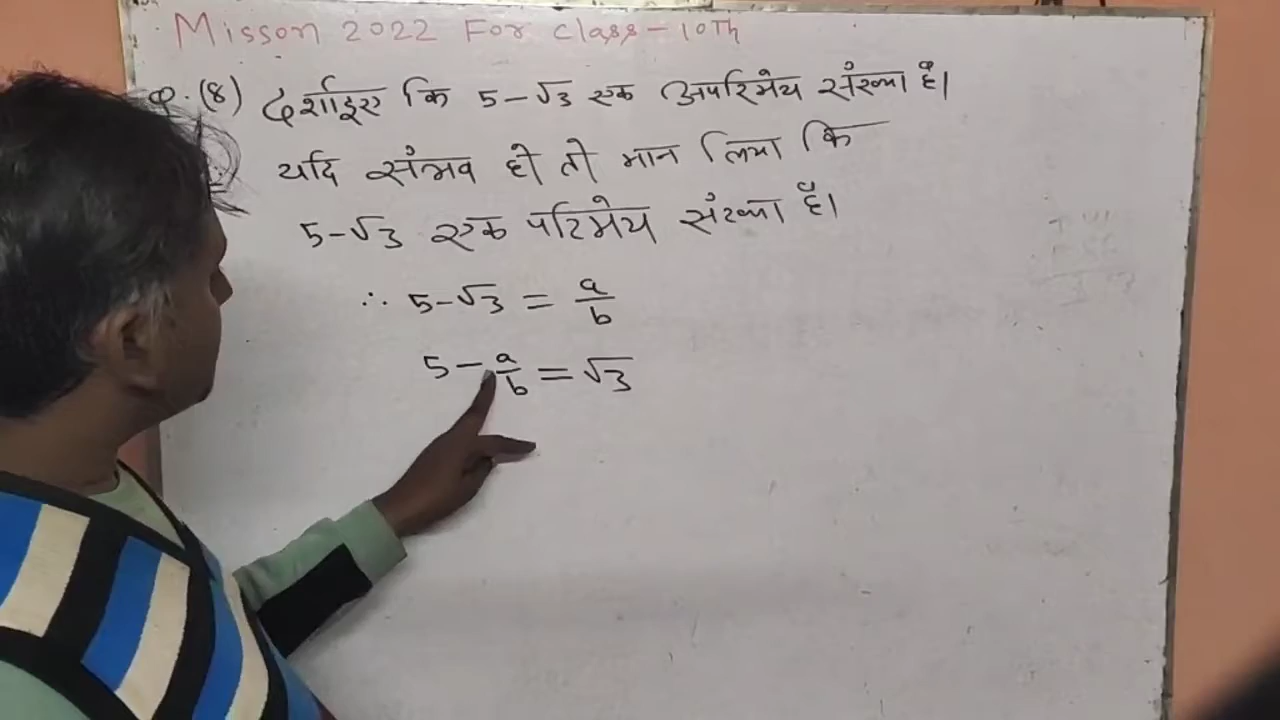 Misson 2022 For Class-10Th
Q.(8) दर्शाइए कि 5-√3 एक अपरिमेय संख्या है।
यदि संभव हो तो मान लिया कि
5-√3 एक परिमेय संख्या है।
∴ 5-√3 = a/b
5-a/b = √3